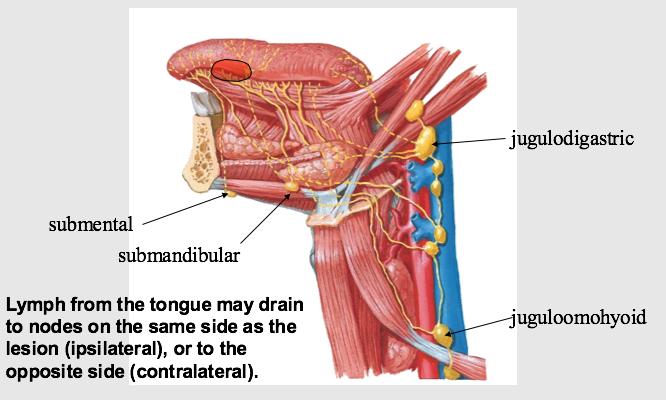 jugulodigastric
submental
submandibular
Lymph from the tongue may drain
to nodes on the same side as the
lesion (ipsilateral), or to the
opposite side (contralateral).
juguloomohyoid